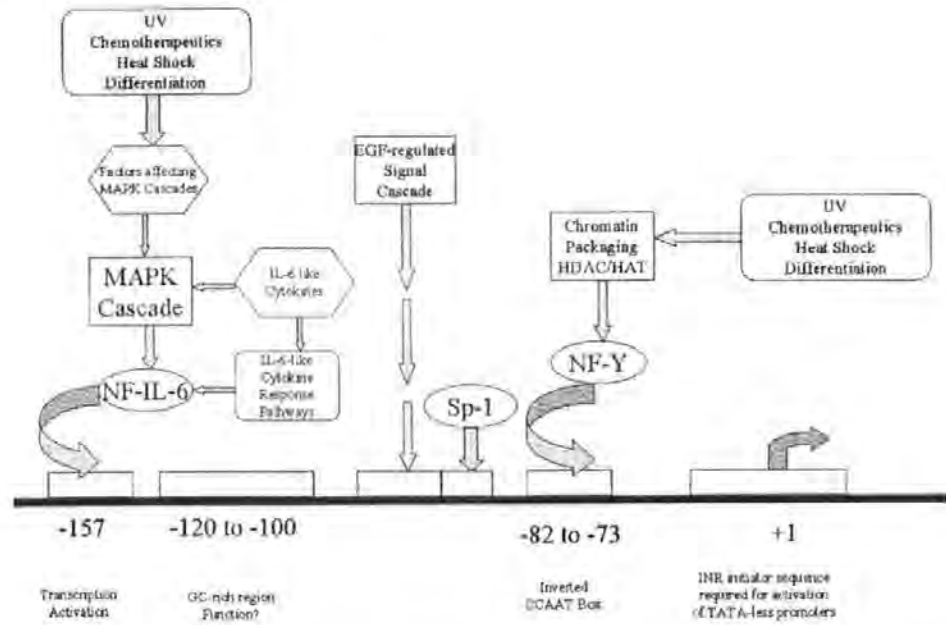 UV
Chemotherapeutics
Heat Shock
Differentiation
Factors affecting
MAPK Cascades
MAPK
Cascade
IL-6 like
Cytokines
NF-IL-6
IL-6-like
Cytokine
Response
Pathways
EGF-regulated
Signal
Cascade
Sp-1
Chromatin
Packaging
HDAC/HAT
UV
Chemotherapeutics
Heat Shock
Differentiation
NF-Y
-157
-120 to -100
-82 to -73
+1
Transcription
Activation
GC-rich region
Function?
Inverted
CCAAT Box
INR initiator sequence
required for activation
of TATA-less promoters